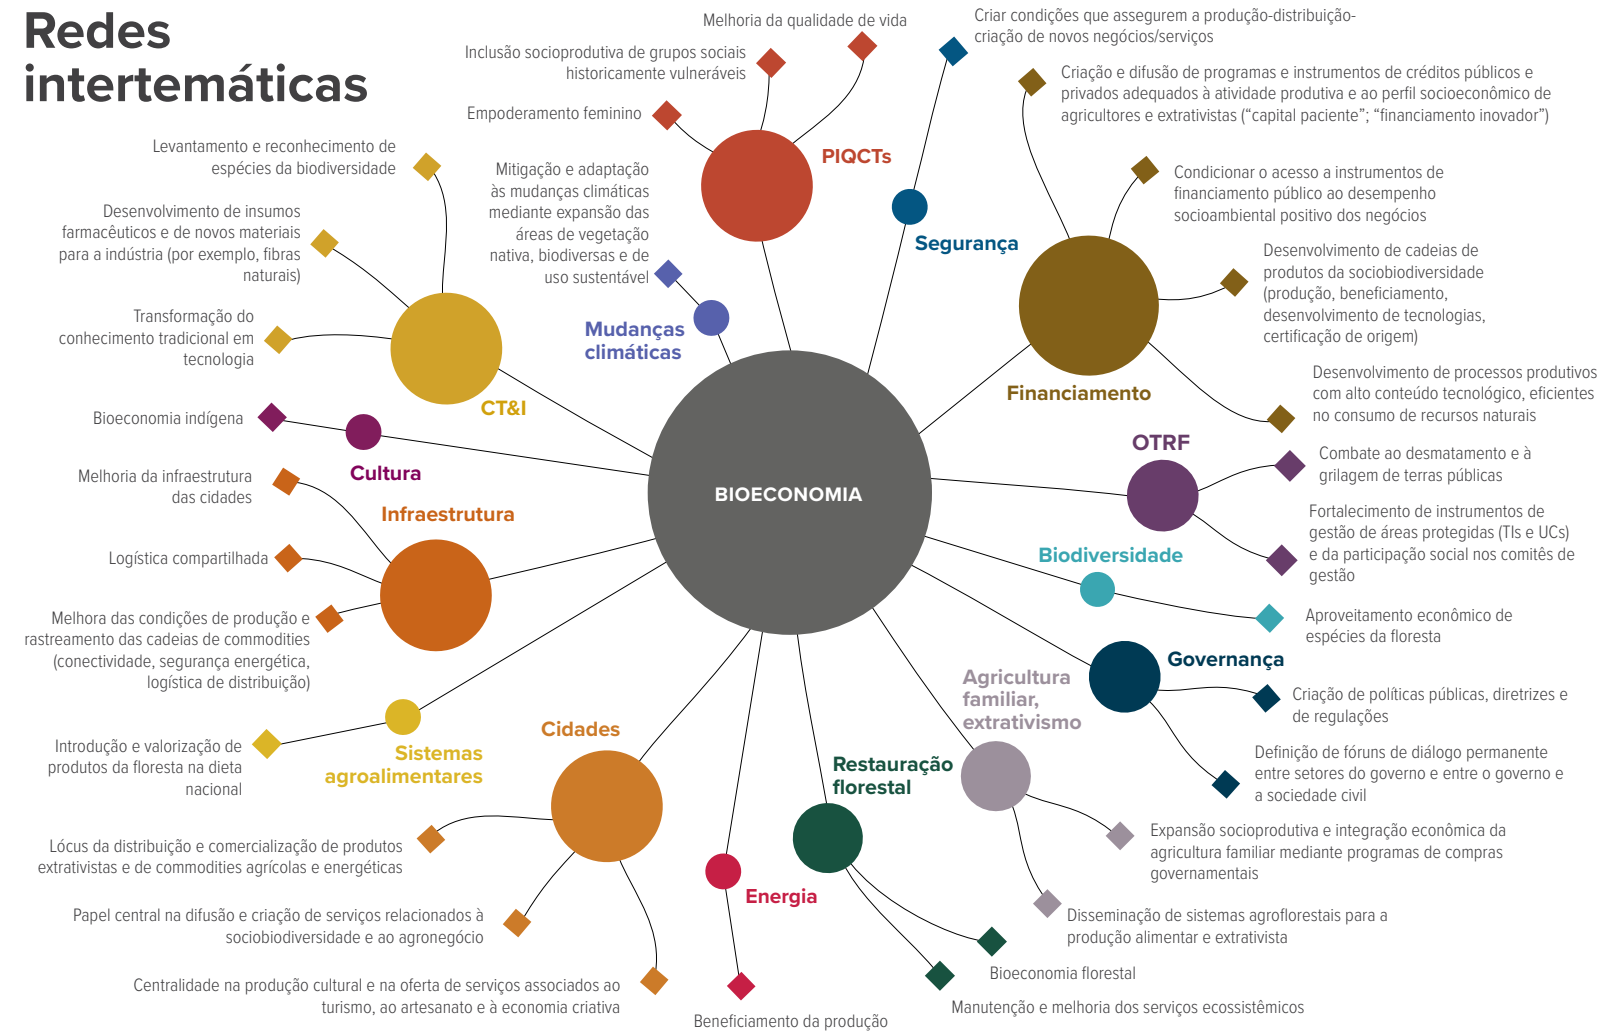 Redes
intertemáticas
Melhoria da qualidade de vida
Inclusão socioprodutiva de grupos sociais
historicamente vulneráveis
Empoderamento feminino
PIQCTs
Criar condições que assegurem a produção-distribuição-
criação de novos negócios/serviços
Segurança
Criação e difusão de programas e instrumentos de créditos públicos e
privados adequados à atividade produtiva e ao perfil socioeconômico de
agricultores e extrativistas (“capital paciente”; “financiamento inovador”)
Condicionar o acesso a instrumentos de
financiamento público ao desempenho
socioambiental positivo dos negócios
Desenvolvimento de cadeias de
produtos da sociobiodiversidade
(produção, beneficiamento,
desenvolvimento de tecnologias,
certificação de origem)
Desenvolvimento de processos produtivos
com alto conteúdo tecnológico, eficientes
no consumo de recursos naturais
Financiamento
Levantamento e reconhecimento de
espécies da biodiversidade
Desenvolvimento de insumos
farmacêuticos e de novos materiais
para a indústria (por exemplo, fibras
naturais)
Transformação do
conhecimento tradicional em
tecnologia
CT&I
Mitigação e adaptação
às mudanças climáticas
mediante expansão das
áreas de vegetação
nativa, biodiversas e de
uso sustentável
Mudanças
climáticas
Bioeconomia indígena
Cultura
BIOECONOMIA
OTRF
Combate ao desmatamento e à
grilagem de terras públicas
Fortalecimento de instrumentos de
gestão de áreas protegidas (TIs e UCs)
e da participação social nos comitês de
gestão
Melhoria da infraestrutura
das cidades
Infraestrutura
Logística compartilhada
Melhora das condições de produção e
rastreamento das cadeias de commodities
(conectividade, segurança energética,
logística de distribuição)
Biodiversidade
Aproveitamento econômico de
espécies da floresta
Governança
Criação de políticas públicas, diretrizes e
de regulações
Definição de fóruns de diálogo permanente
entre setores do governo e entre o governo e
a sociedade civil
Introdução e valorização de
produtos da floresta na dieta
nacional
Sistemas
agroalimentares
Cidades
Lócus da distribuição e comercialização de produtos
extrativistas e de commodities agrícolas e energéticas
Papel central na difusão e criação de serviços relacionados à
sociobiodiversidade e ao agronegócio
Centralidade na produção cultural e na oferta de serviços associados ao
turismo, ao artesanato e à economia criativa
Energia
Beneficiamento da produção
Restauração
florestal
Bioeconomia florestal
Manutenção e melhoria dos serviços ecossistêmicos
Agricultura
familiar,
extrativismo
Expansão socioprodutiva e integração econômica da
agricultura familiar mediante programas de compras
governamentais
Disseminação de sistemas agroflorestais para a
produção alimentar e extrativista